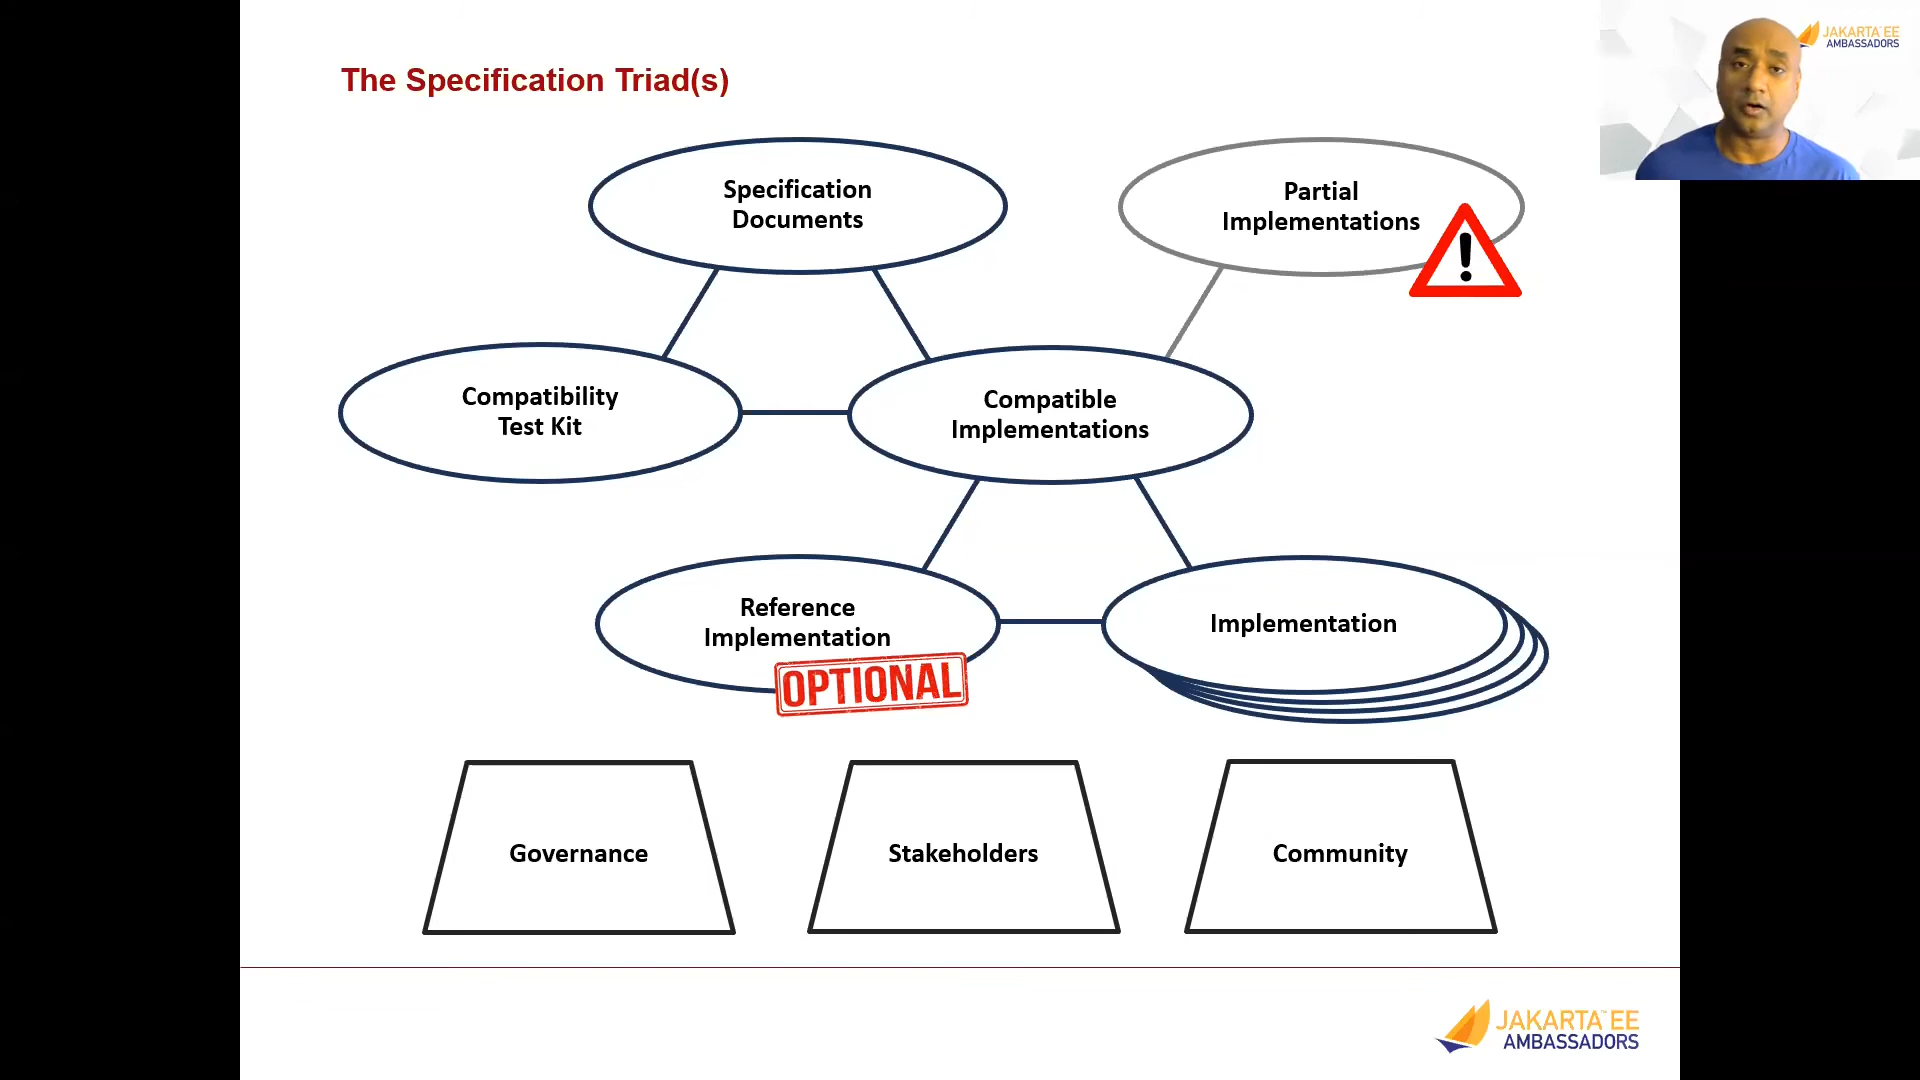 The Specification Triad(s)
JAKARTA EE
AMBASSADORS
Specification
Documents
Partial
Implementations
Compatibility
Test Kit
Compatible
Implementations
Reference
Implementation
OPTIONAL
Implementation
Governance
Stakeholders
Community
JAKARTA™ EE
AMBASSADORS